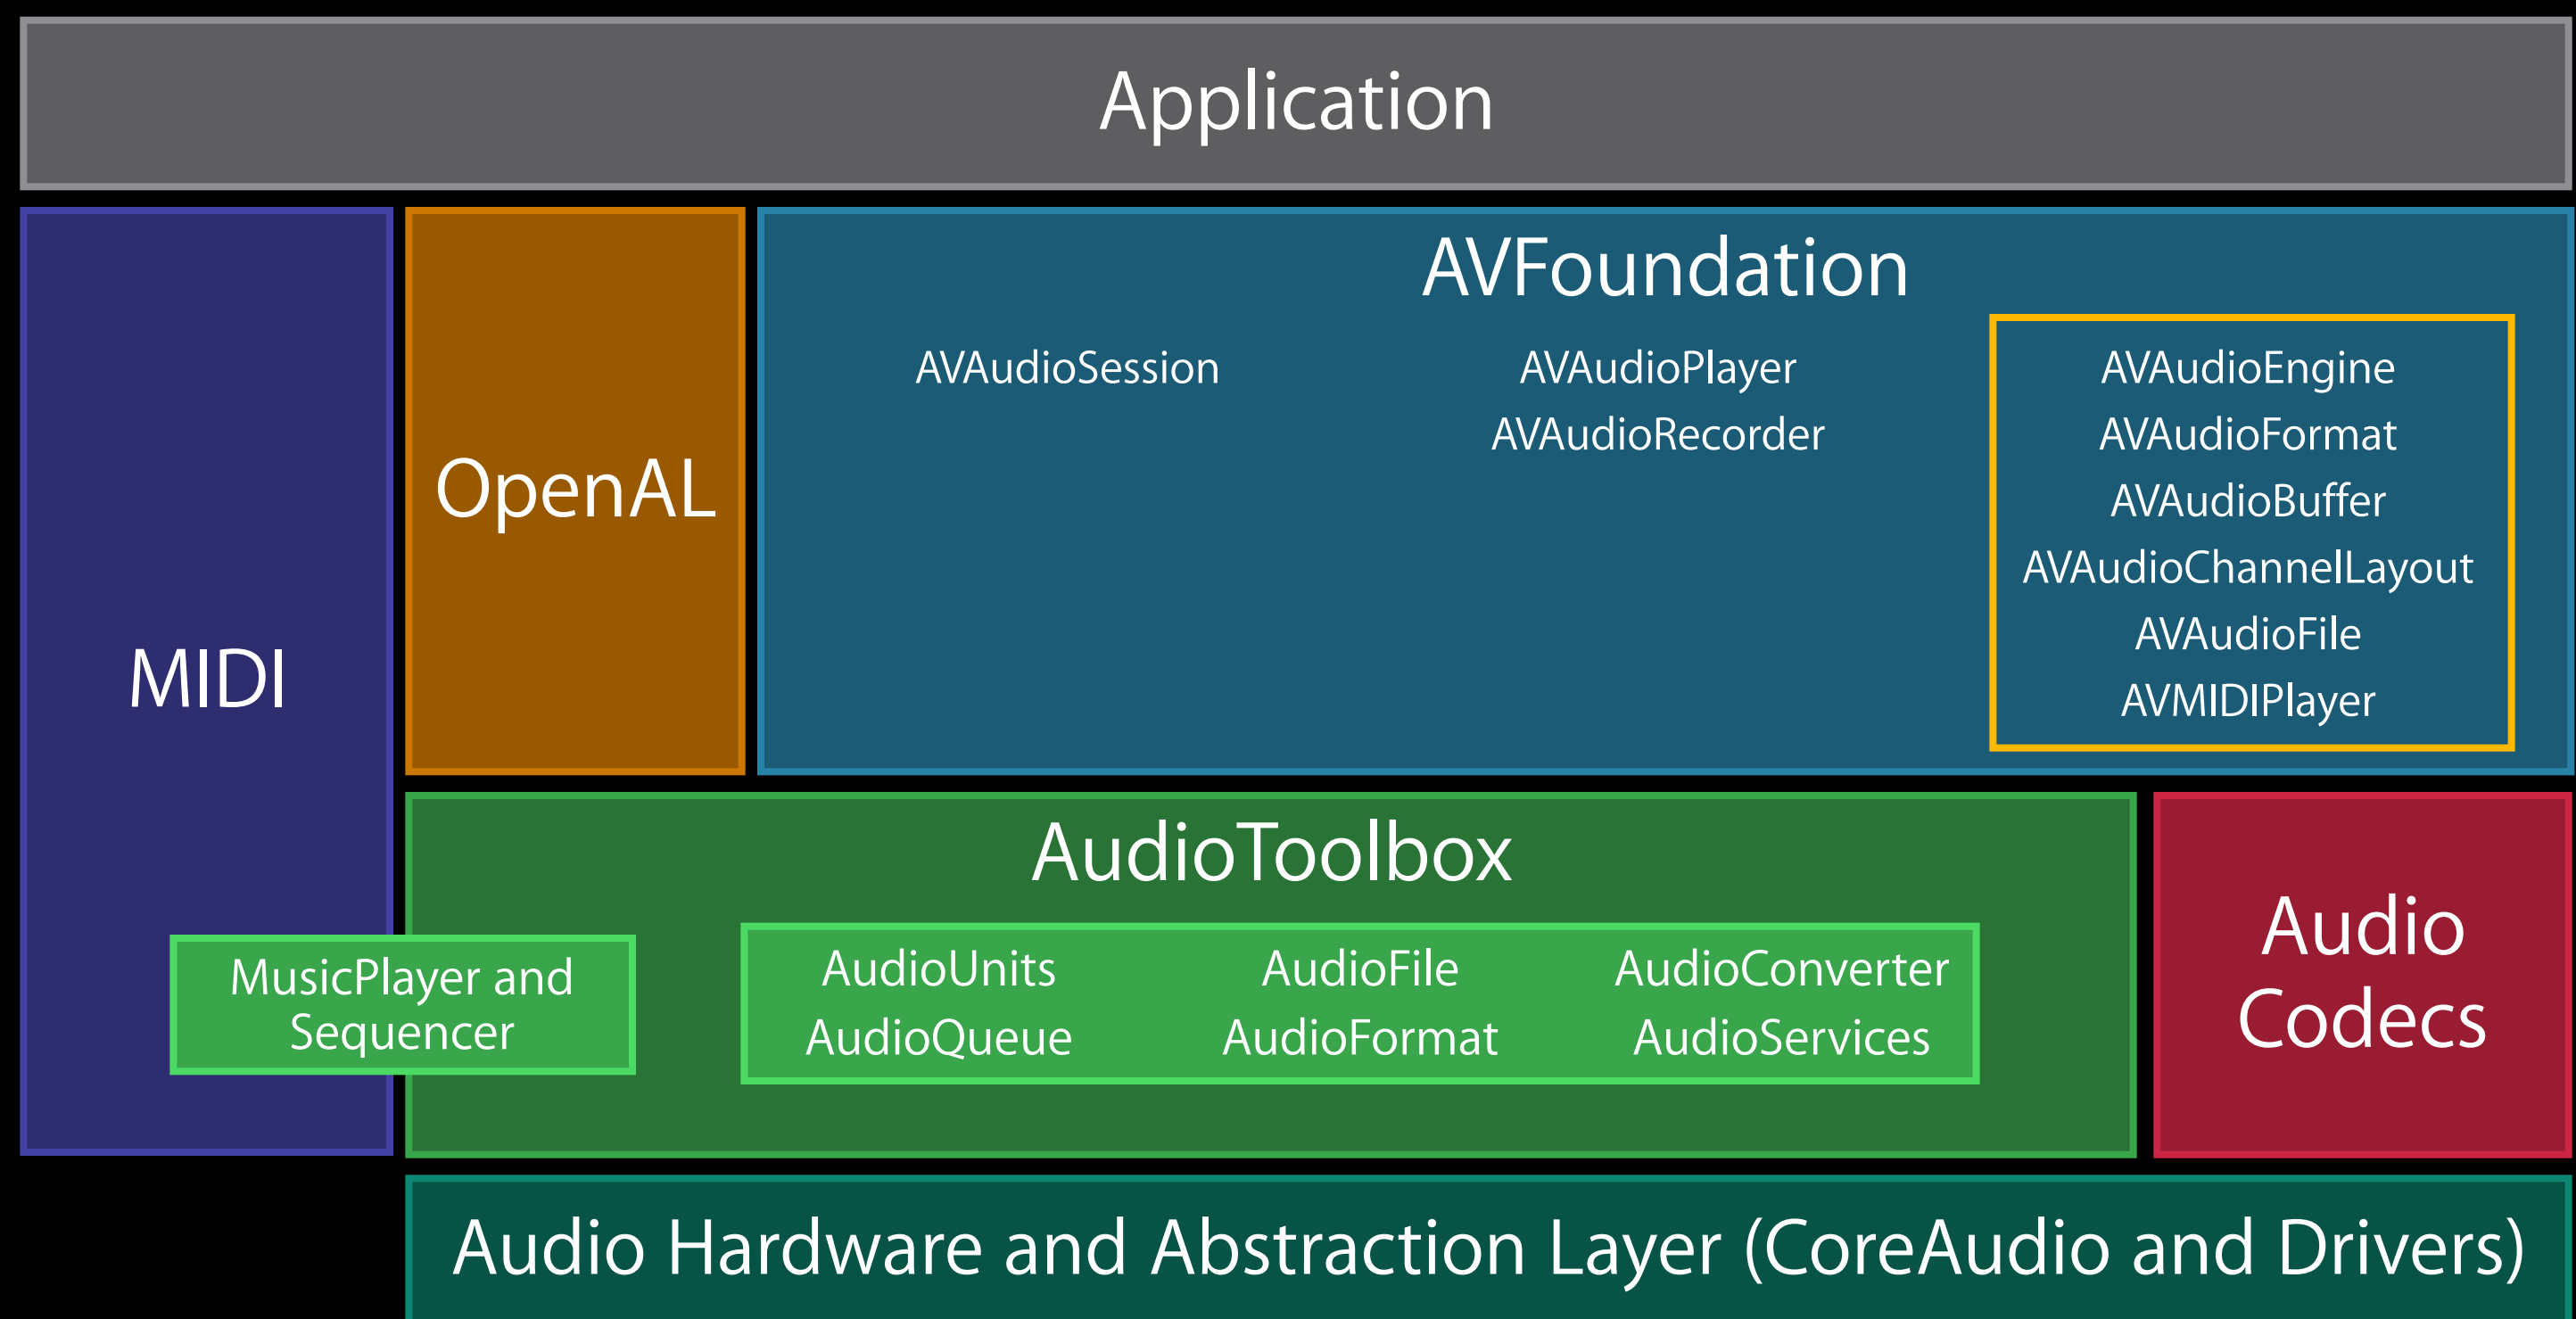 Application
MIDI
OpenAL
AVFoundation
AVAudioSession
AVAudioPlayer
AVAudioRecorder
AVAudioEngine
AVAudioFormat
AVAudioBuffer
AVAudioChannelLayout
AVAudioFile
AVMIDIPlayer
AudioToolbox
MusicPlayer and
Sequencer
AudioUnits
AudioFile
AudioConverter
AudioQueue
AudioFormat
AudioServices
Audio
Codecs
Audio Hardware and Abstraction Layer (CoreAudio and Drivers)